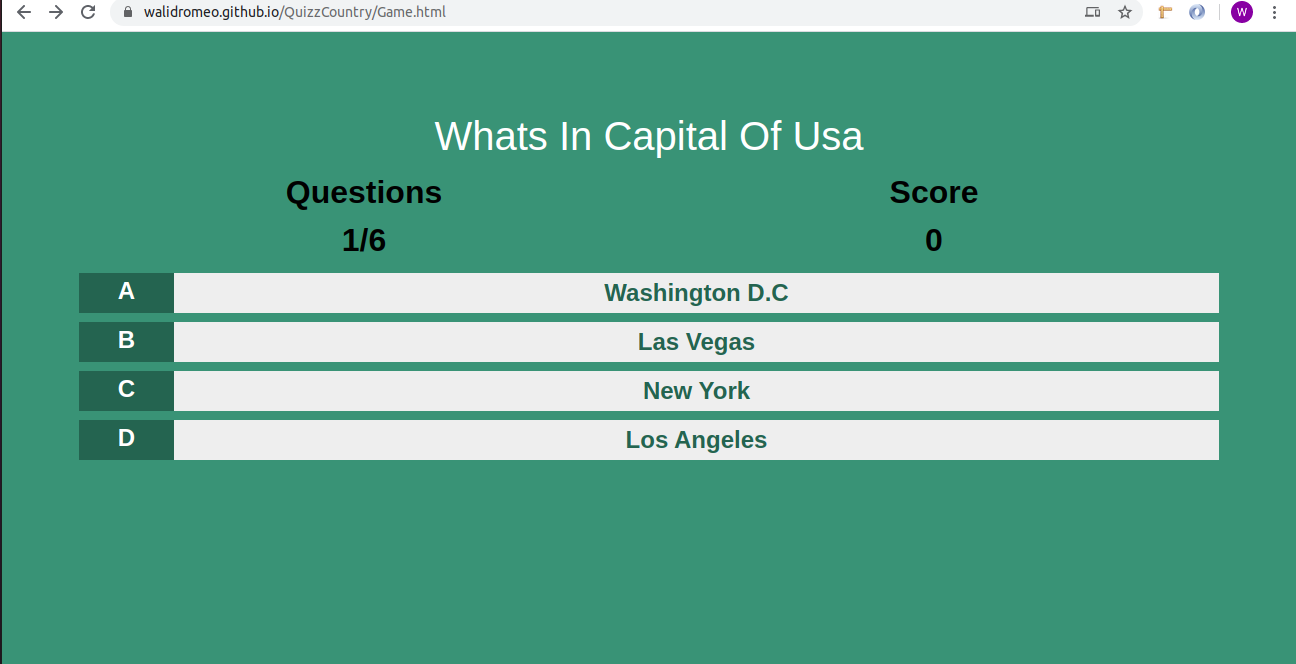 walidromeo.github.io/QuizzCountry/Game.html
W
Whats In Capital Of Usa
Questions
Score
1/6
0
A
Washington D.C
B
Las Vegas
C
New York
D
Los Angeles